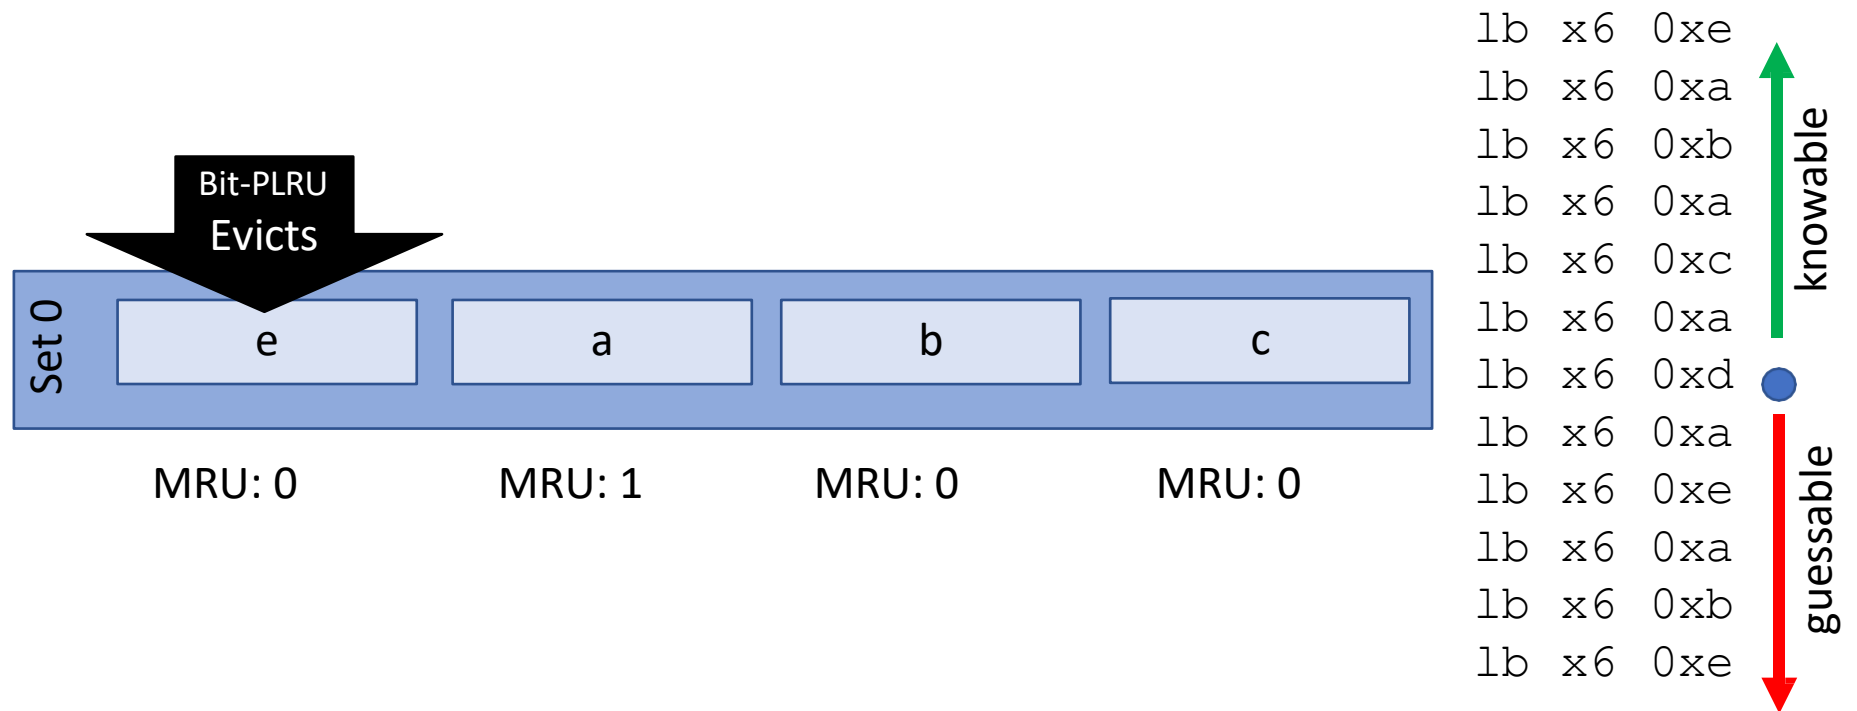 Bit-PLRU
Evicts
Set 0
e
a
b
c
MRU: 0
MRU: 1
MRU: 0
MRU: 0
lb x6 0xe
lb x6 0xa
lb x6 0xb
lb x6 0xa
lb x6 0xc
lb x6 0xa
lb x6 0xd
lb x6 0xa
lb x6 0xe
lb x6 0xa
lb x6 0xb
lb x6 0xe
knowable
guessable